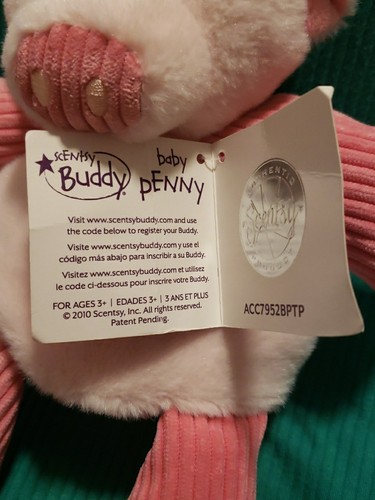 scentsy
Buddy®
baby
pENNY
Visit www.scentsybuddy.com and use
the code below to register your Buddy.
Visite www.scentsybuddy.com y use el
código más abajo para inscribir a su Buddy.
Visitez www.scentsybuddy.com et utilisez
le code ci-dessous pour inscrire votre Buddy.
FOR AGES 3+ | EDADES 3+ | 3 ANS ET PLUS
© 2010 Scentsy, Inc. All rights reserved.
Patent Pending.
ACC7952BPTP